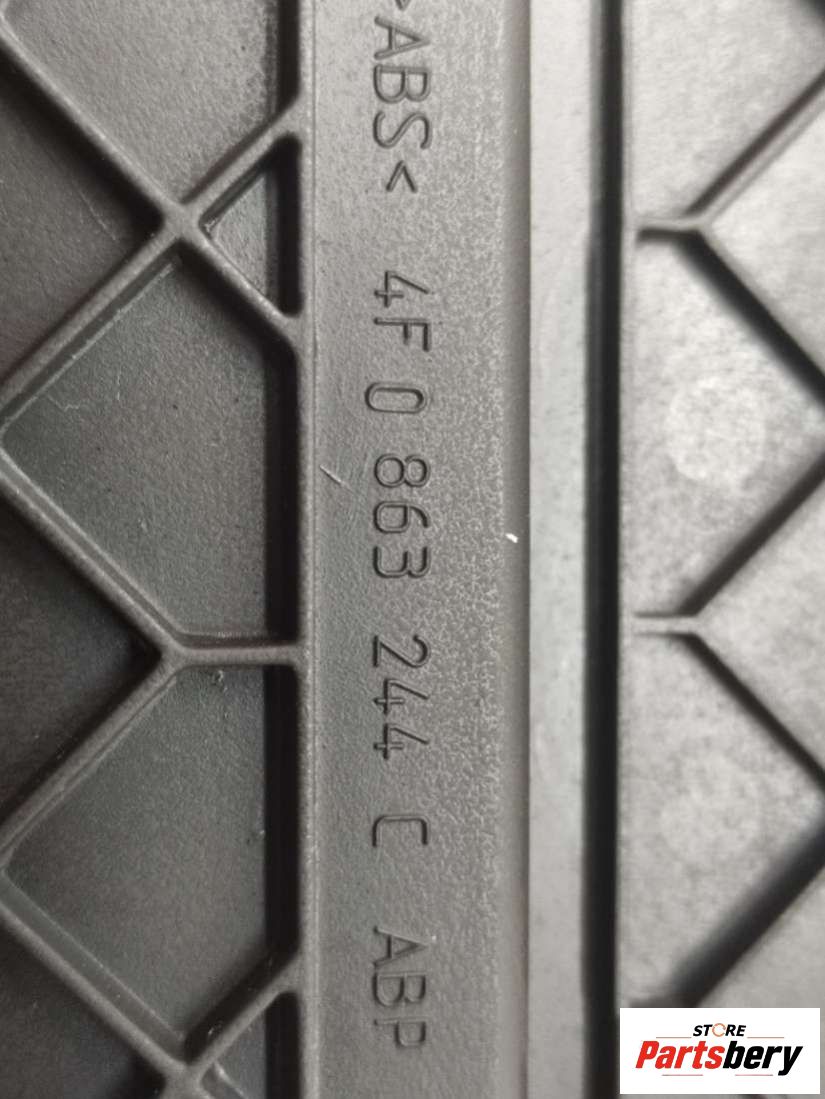 >ABS< 4F0 863 244 C ABP
STORE
Partsbery